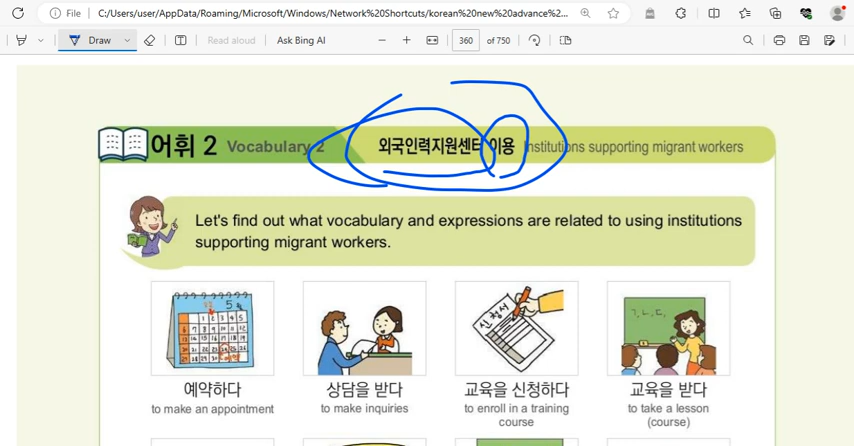 File
C:/Users/user/AppData/Roaming/Microsoft/Windows/Network%20Shortcuts/korean%20new%20advance%2...
Draw
Read aloud
Ask Bing AI
360 of 750
어휘 2 Vocabulary 2 외국인력지원센터 이용 Institutions supporting migrant workers
Let's find out what vocabulary and expressions are related to using institutions
supporting migrant workers.
신청서
ㄱ, ㄴ, ㄷ,
예약하다
to make an appointment
상담을 받다
to make inquiries
교육을 신청하다
to enroll in a training
course
교육을 받다
to take a lesson
(course)